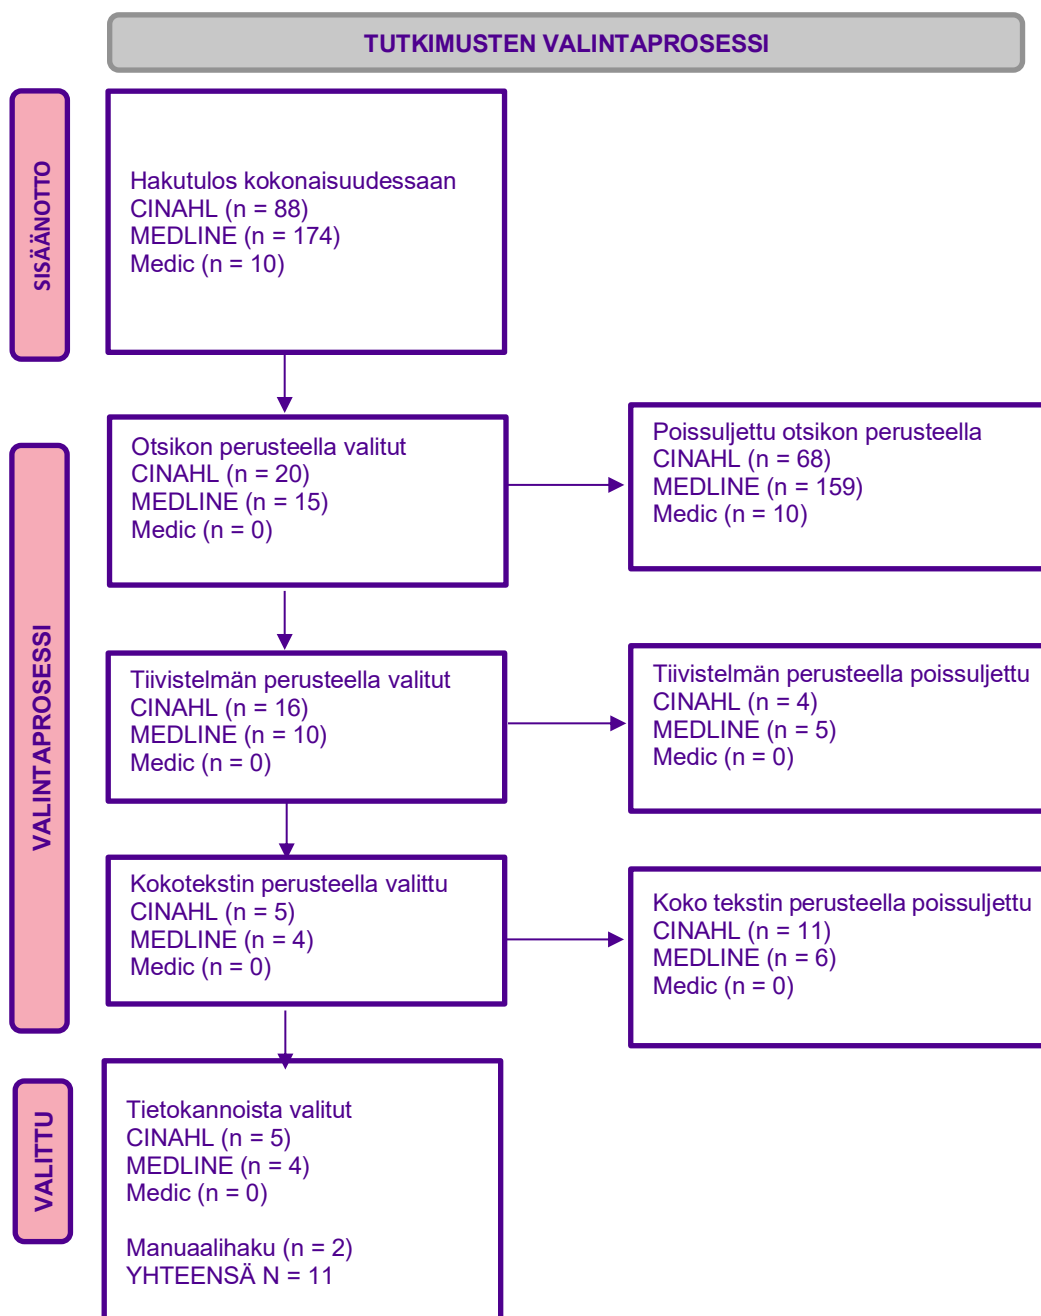 TUTKIMUSTEN VALINTAPROSESSI
SISÄÄNOTTO
Hakutulos kokonaisuudessaan
CINAHL (n = 88)
MEDLINE (n = 174)
Medic (n = 10)
VALINTAPROSESSI
Otsikon perusteella valitut
CINAHL (n = 20)
MEDLINE (n = 15)
Medic (n = 0)
Poissuljettu otsikon perusteella
CINAHL (n = 68)
MEDLINE (n = 159)
Medic (n = 10)
Tiivistelmän perusteella valitut
CINAHL (n = 16)
MEDLINE (n = 10)
Medic (n = 0)
Tiivistelmän perusteella poissuljettu
CINAHL (n = 4)
MEDLINE (n = 5)
Medic (n = 0)
Kokotekstin perusteella valittu
CINAHL (n = 5)
MEDLINE (n = 4)
Medic (n = 0)
Koko tekstin perusteella poissuljettu
CINAHL (n = 11)
MEDLINE (n = 6)
Medic (n = 0)
VALITTU
Tietokannoista valitut
CINAHL (n = 5)
MEDLINE (n = 4)
Medic (n = 0)
Manuaalihaku (n = 2)
YHTEENSÄ N = 11